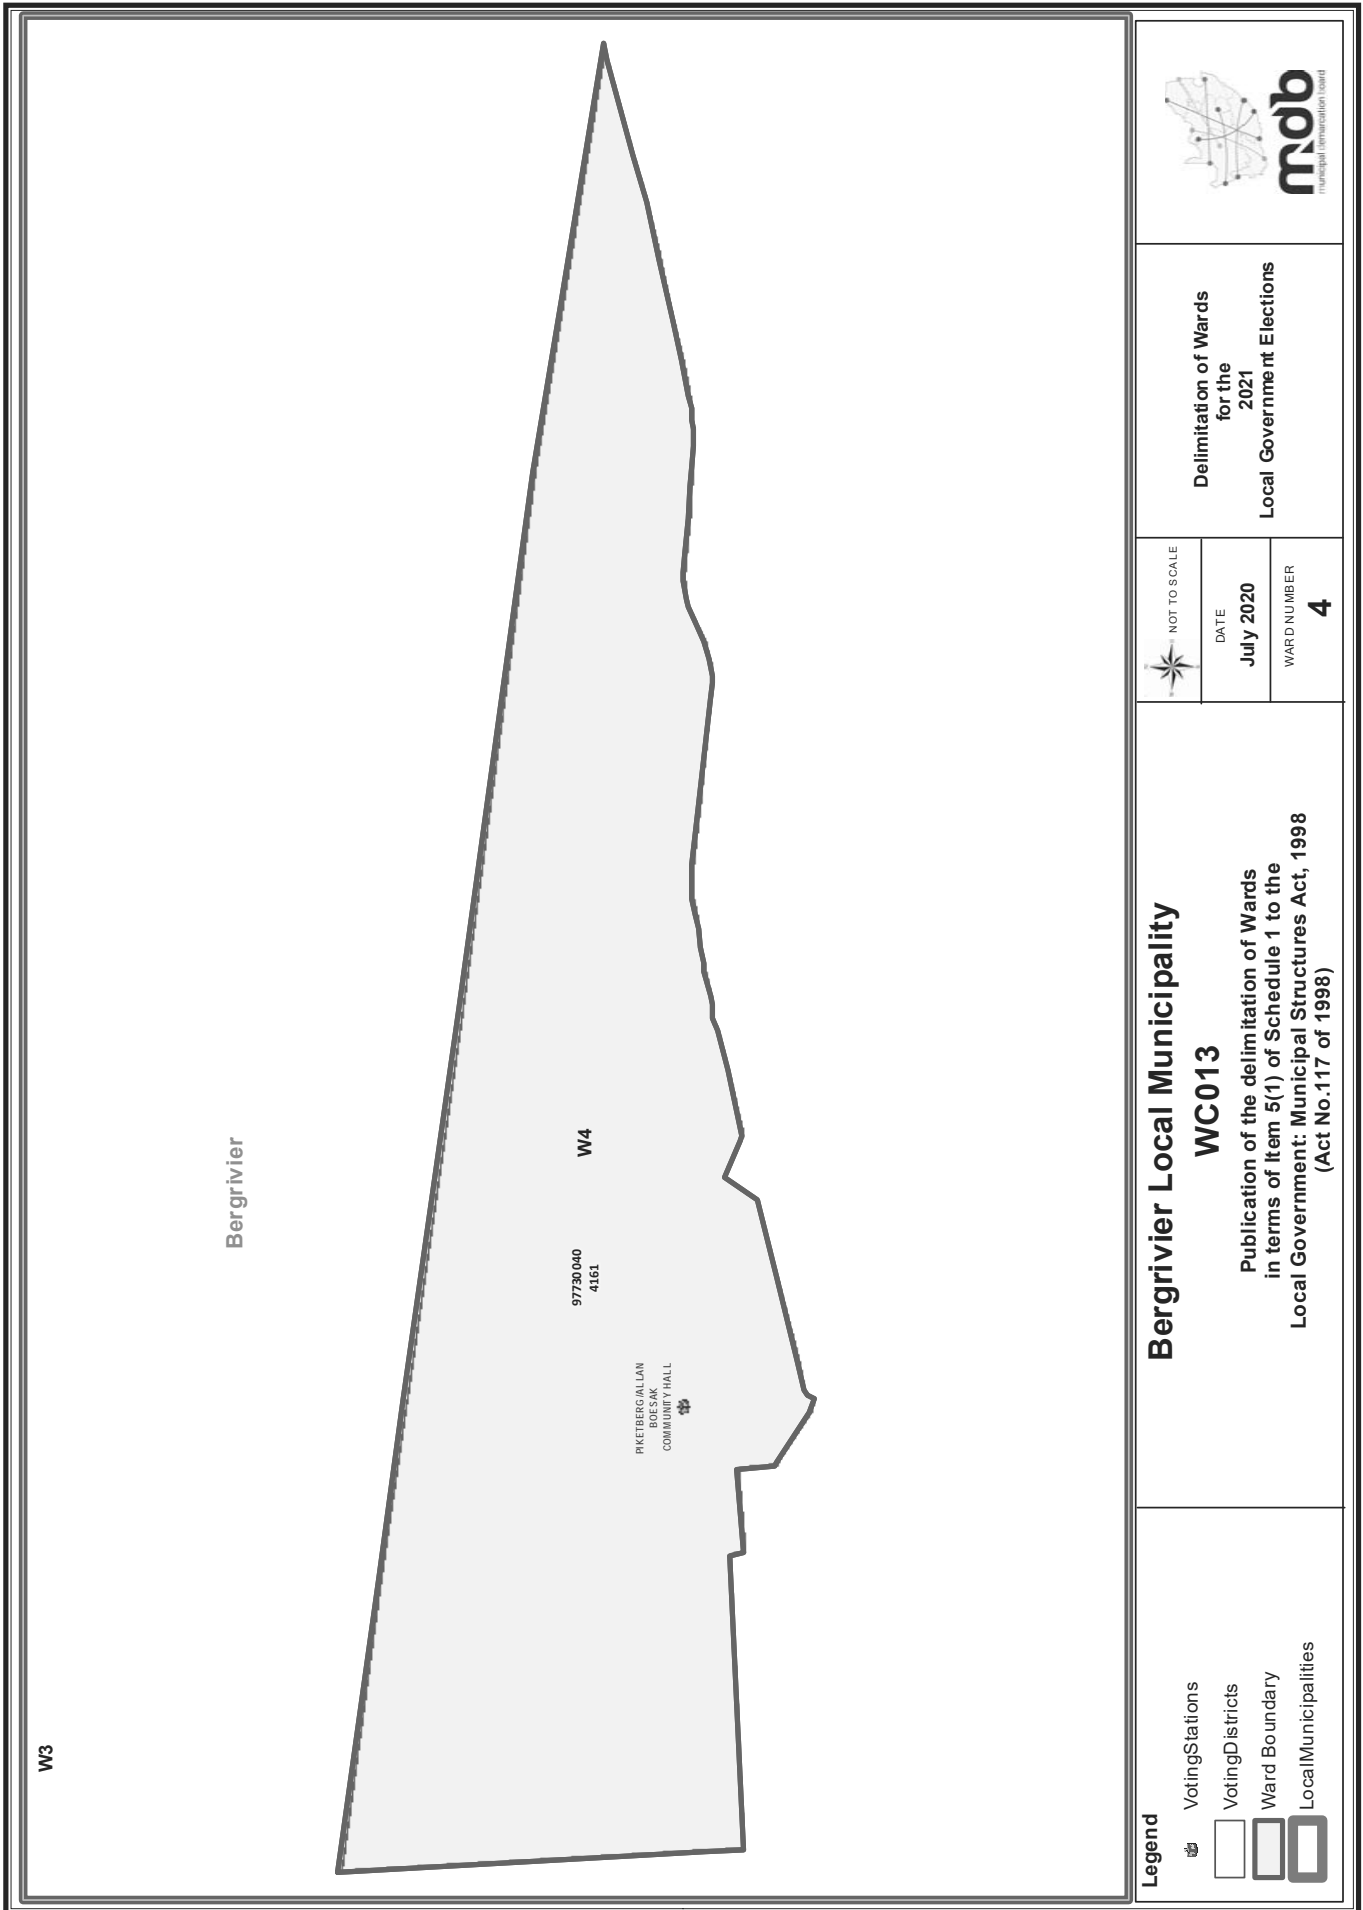 W3
Bergrivier
W4
97730040
4161
PIKETBERG/ALLAN
BOESAK
COMMUNITY HALL
Legend
VotingStations
VotingDistricts
Ward Boundary
LocalMunicipalities
Bergrivier Local Municipality
WC013
Publication of the delimitation of Wards
in terms of Item 5(1) of Schedule 1 to the
Local Government: Municipal Structures Act, 1998
(Act No.117 of 1998)
NOT TO SCALE
DATE
July 2020
WARD NUMBER
4
Delimitation of Wards
for the
2021
Local Government Elections
mdb
municipal demarcation board